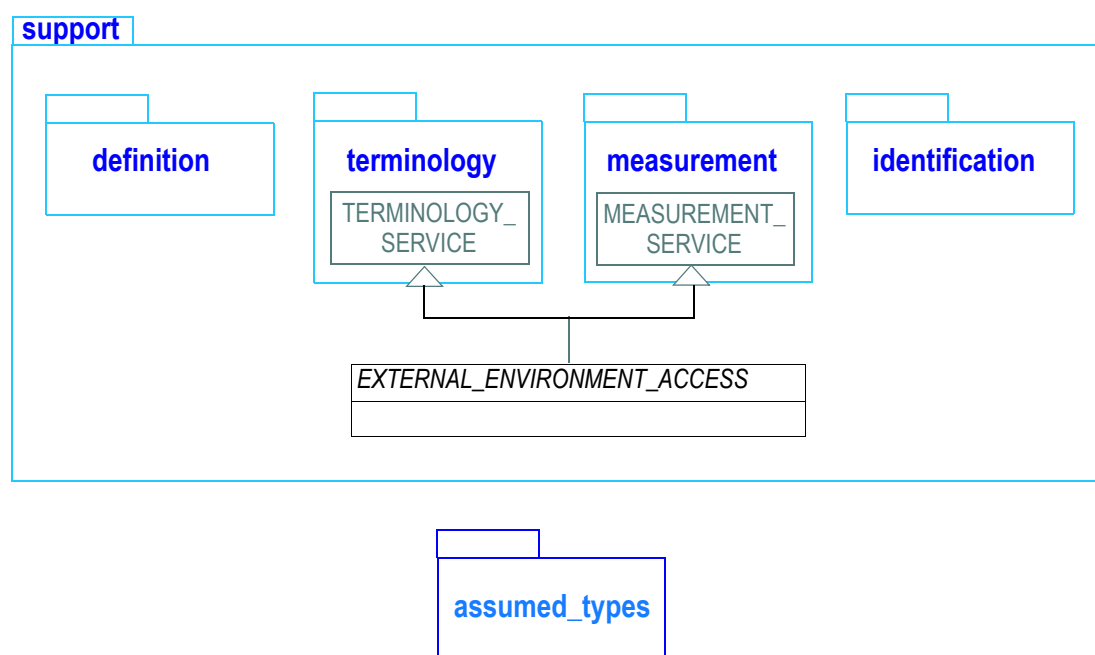 support
definition
terminology
measurement
identification
TERMINOLOGY_
SERVICE
MEASUREMENT_
SERVICE
EXTERNAL_ENVIRONMENT_ACCESS
assumed_types